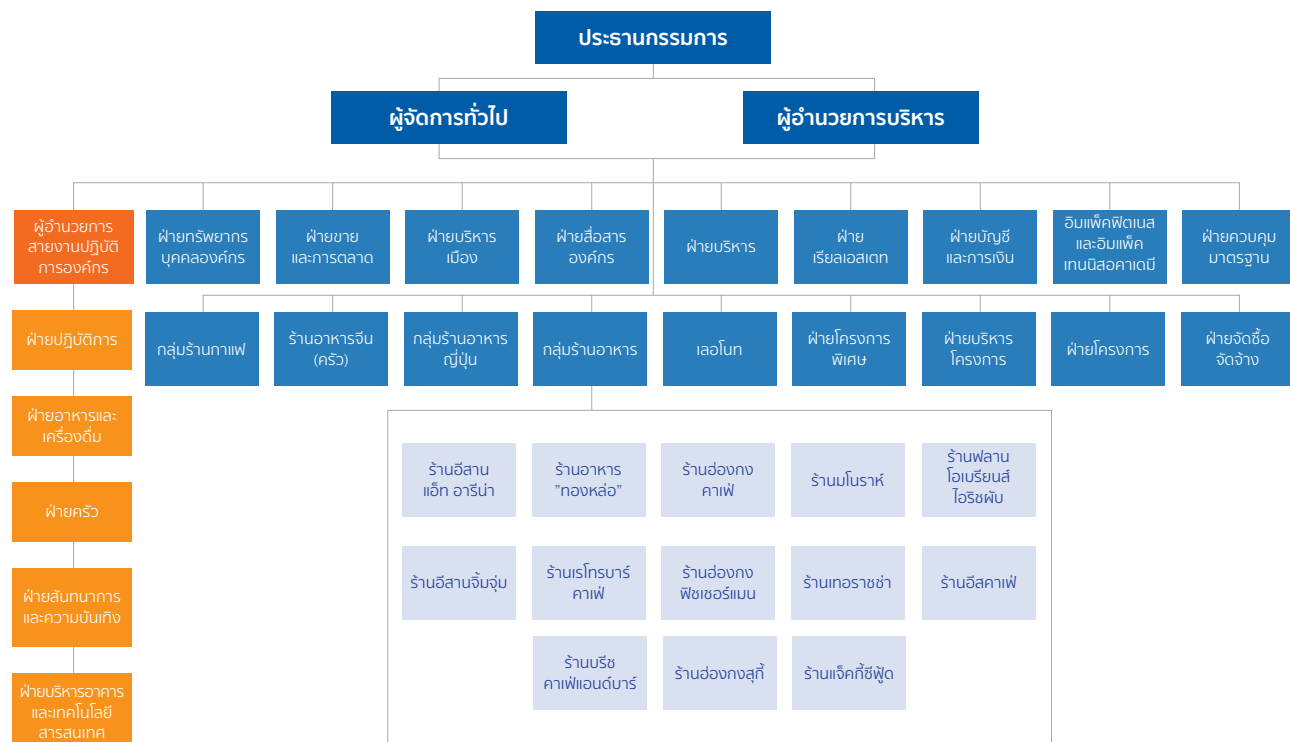 ประธานกรรมการ
ผู้จัดการทั่วไป
ผู้อำนวยการบริหาร
ผู้อำนวยการ
สายงานปฏิบัติ
การองค์กร
ฝ่ายทรัพยากร
บุคคลองค์กร
ฝ่ายขาย
และการตลาด
ฝ่ายบริหาร
เมือง
ฝ่ายสื่อสาร
องค์กร
ฝ่ายบริหาร
ฝ่าย
เรียลเอสเตท
ฝ่ายบัญชี
และการเงิน
อิมแพ็คฟิตเนส
และอิมแพ็ค
เทนนิสอคาเดมี
ฝ่ายควบคุม
มาตรฐาน
ฝ่ายปฏิบัติการ
กลุ่มร้านกาแฟ
ร้านอาหารจีน
(ครัว)
กลุ่มร้านอาหาร
ญี่ปุ่น
กลุ่มร้านอาหาร
เลอโนท
ฝ่ายโครงการ
พิเศษ
ฝ่ายบริหาร
โครงการ
ฝ่ายโครงการ
ฝ่ายจัดซื้อ
จัดจ้าง
ฝ่ายอาหารและ
เครื่องดื่ม
ฝ่ายครัว
ฝ่ายสันทนาการ
และความบันเทิง
ฝ่ายบริหารอาคาร
และเทคโนโลยี
สารสนเทศ
ร้านอีสาน
แอ็ท อารีน่า
ร้านอาหาร
"ทองหล่อ"
ร้านฮ่องกง
คาเฟ่
ร้านมโนราห์
ร้านฟลาน
โอเบรียนส์
ไอริชผับ
ร้านอีสานจิ้มจุ่ม
ร้านเรโทรบาร์
คาเฟ่
ร้านฮ่องกง
ฟิชเชอร์แมน
ร้านเทอราซซ่า
ร้านอีสคาเฟ่
ร้านบรีซ
คาเฟ่แอนด์บาร์
ร้านฮ่องกงสุกี้
ร้านแจ็คกี้ซีฟู้ด